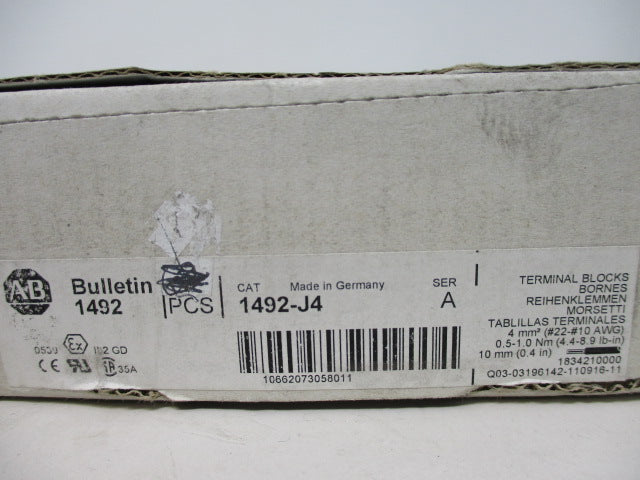 A-B
Bulletin
1492
PCS
CAT
Made in Germany
SER
1492-J4
A
10662073058011
Ex
GD
CE
35A
TERMINAL BLOCKS
BORNES
REIHENKLEMMEN
MORSETTI
TABLILLAS TERMINALES
4 mm² (#22-#10 AWG)
0.5-1.0 Nm (4.4-8.9 lb-in)
10 mm (0.4 in)
1834210000
Q03-03196142-110916-11